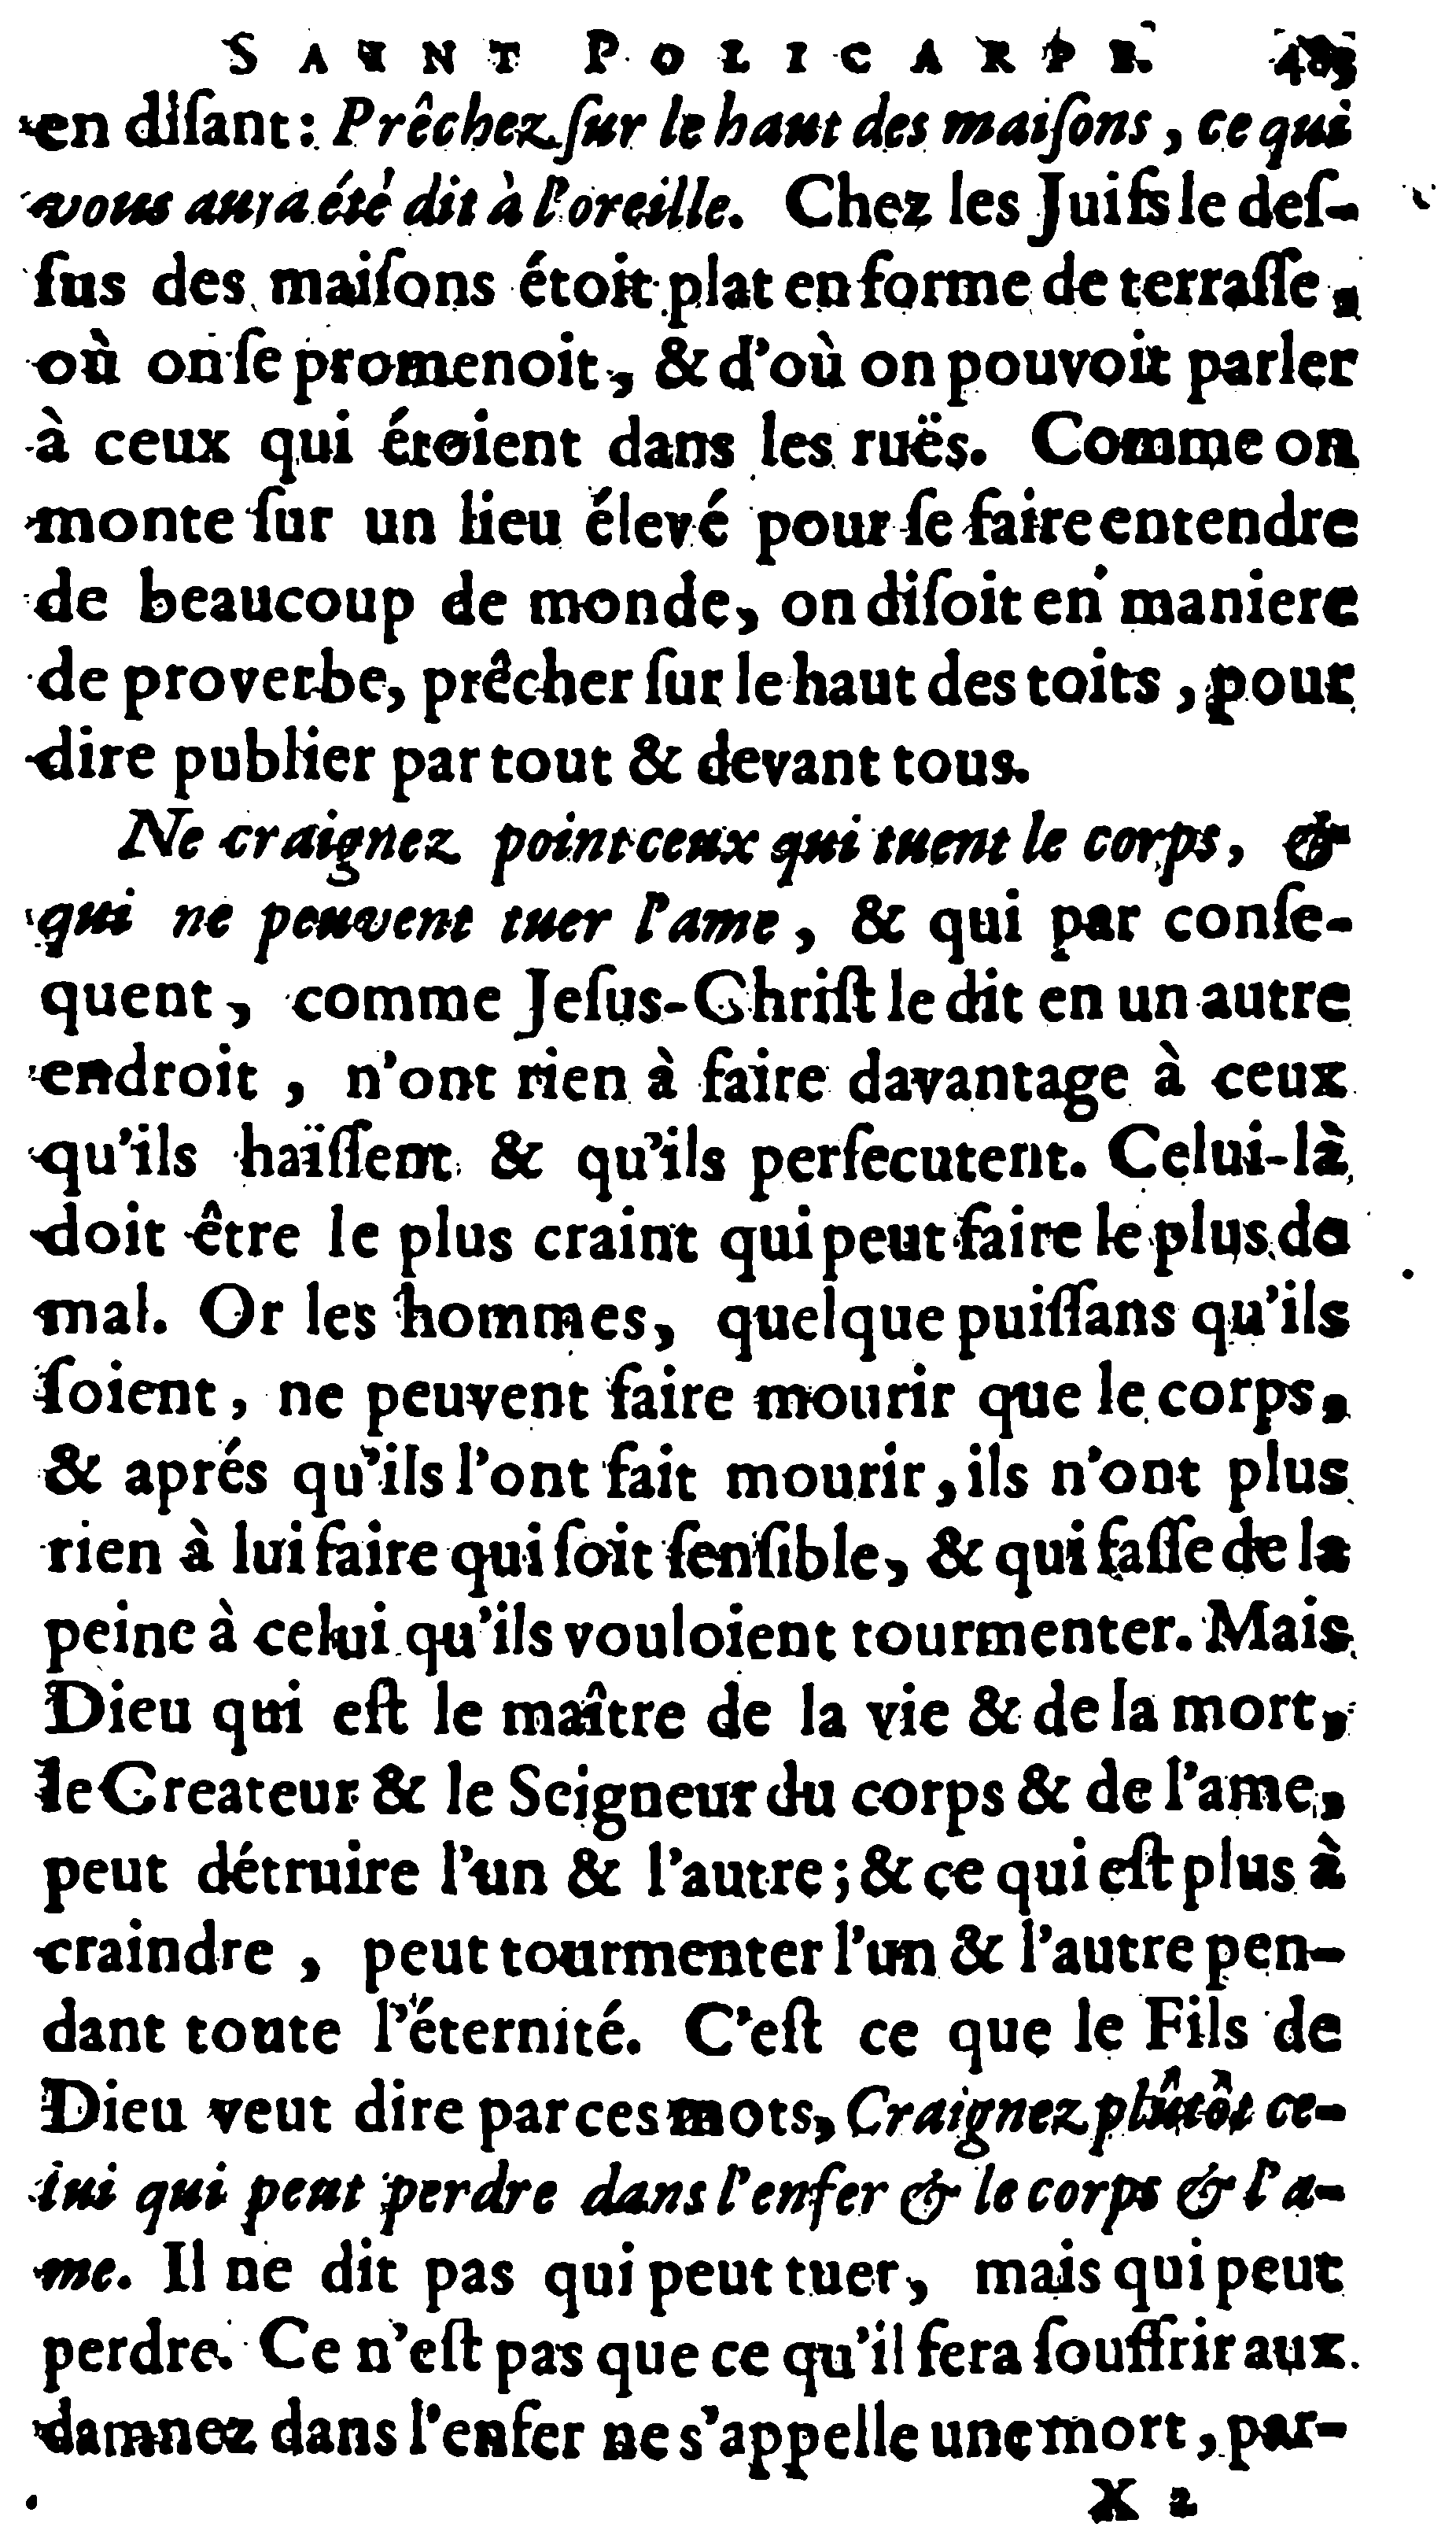 SAINT POLICARPE. 485
en disant: Prêchez sur le haut des maisons, ce qui
vous aura été dit à l'oreille. Chez les Juifs le des-
sus des maisons étoit plat en forme de terrasse,
où on se promenoit, & d'où on pouvoit parler
à ceux qui étoient dans les ruës. Comme on
monte sur un lieu élevé pour se faire entendre
de beaucoup de monde, on disoit en maniere
de proverbe, prêcher sur le haut des toits, pour
dire publier par tout & devant tous.
Ne craignez point ceux qui tuent le corps, &
qui ne peuvent tuer l'ame, & qui par conse-
quent, comme Jesus-Christ le dit en un autre
endroit, n'ont rien à faire davantage à ceux
qu'ils haïssent & qu'ils persecutent. Celui-là
doit être le plus craint qui peut faire le plus de
mal. Or les hommes, quelque puissans qu'ils
soient, ne peuvent faire mourir que le corps,
& aprés qu'ils l'ont fait mourir, ils n'ont plus
rien à lui faire qui soit sensible, & qui fasse de la
peine à celui qu'ils vouloient tourmenter. Mais
Dieu qui est le maître de la vie & de la mort,
le Createur & le Seigneur du corps & de l'ame,
peut détruire l'un & l'autre; & ce qui est plus à
craindre, peut tourmenter l'un & l'autre pen-
dant toute l'éternité. C'est ce que le Fils de
Dieu veut dire par ces mots, Craignez plûtôt ce-
lui qui peut perdre dans l'enfer & le corps & l'a-
me. Il ne dit pas qui peut tuer, mais qui peut
perdre. Ce n'est pas que ce qu'il fera souffrir aux
damnez dans l'enfer ne s'appelle une mort, par-
X 2